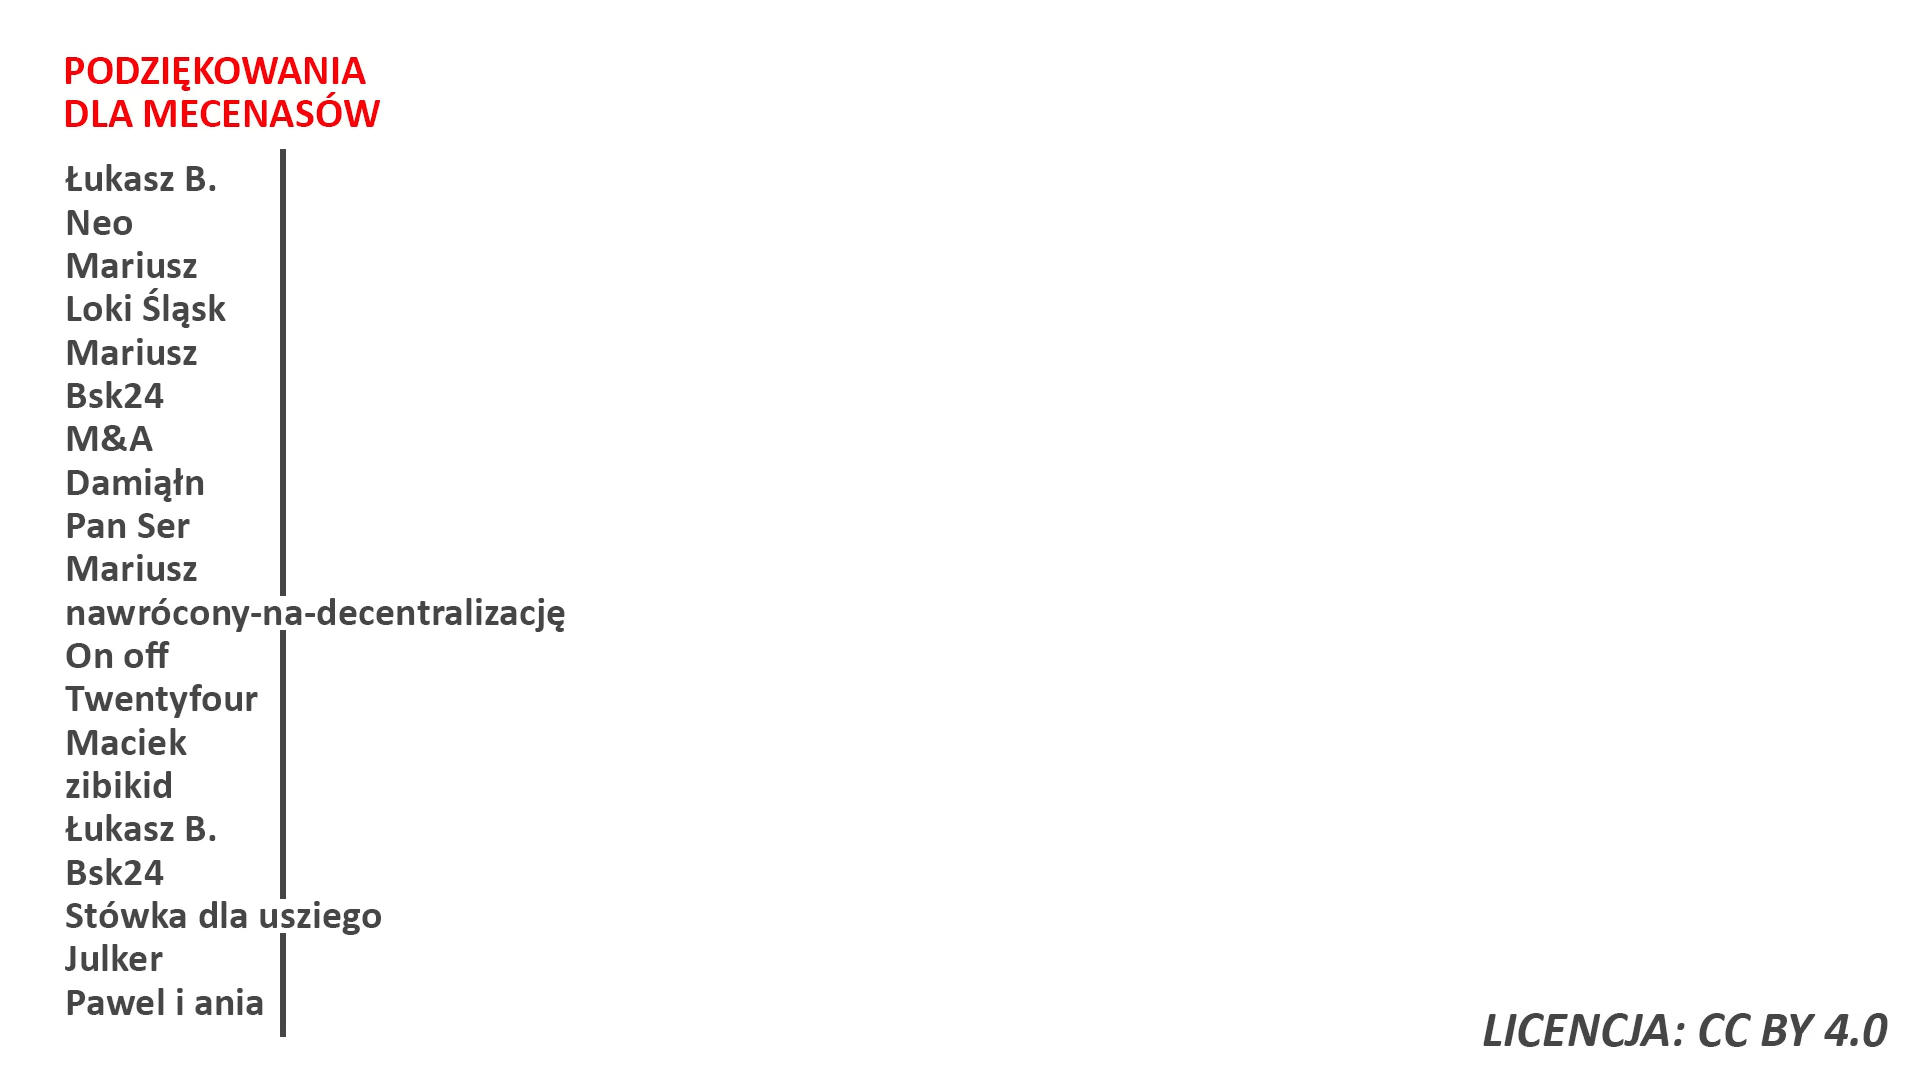 PODZIĘKOWANIA
DLA MECENASÓW
Łukasz B.
Neo
Mariusz
Loki Śląsk
Mariusz
Bsk24
M&A
Damiąłn
Pan Ser
Mariusz
nawrócony-na-decentralizację
On off
Twentyfour
Maciek
zibikid
Łukasz B.
Bsk24
Stówka dla usziego
Julker
Pawel i ania
LICENCJA: CC BY 4.0